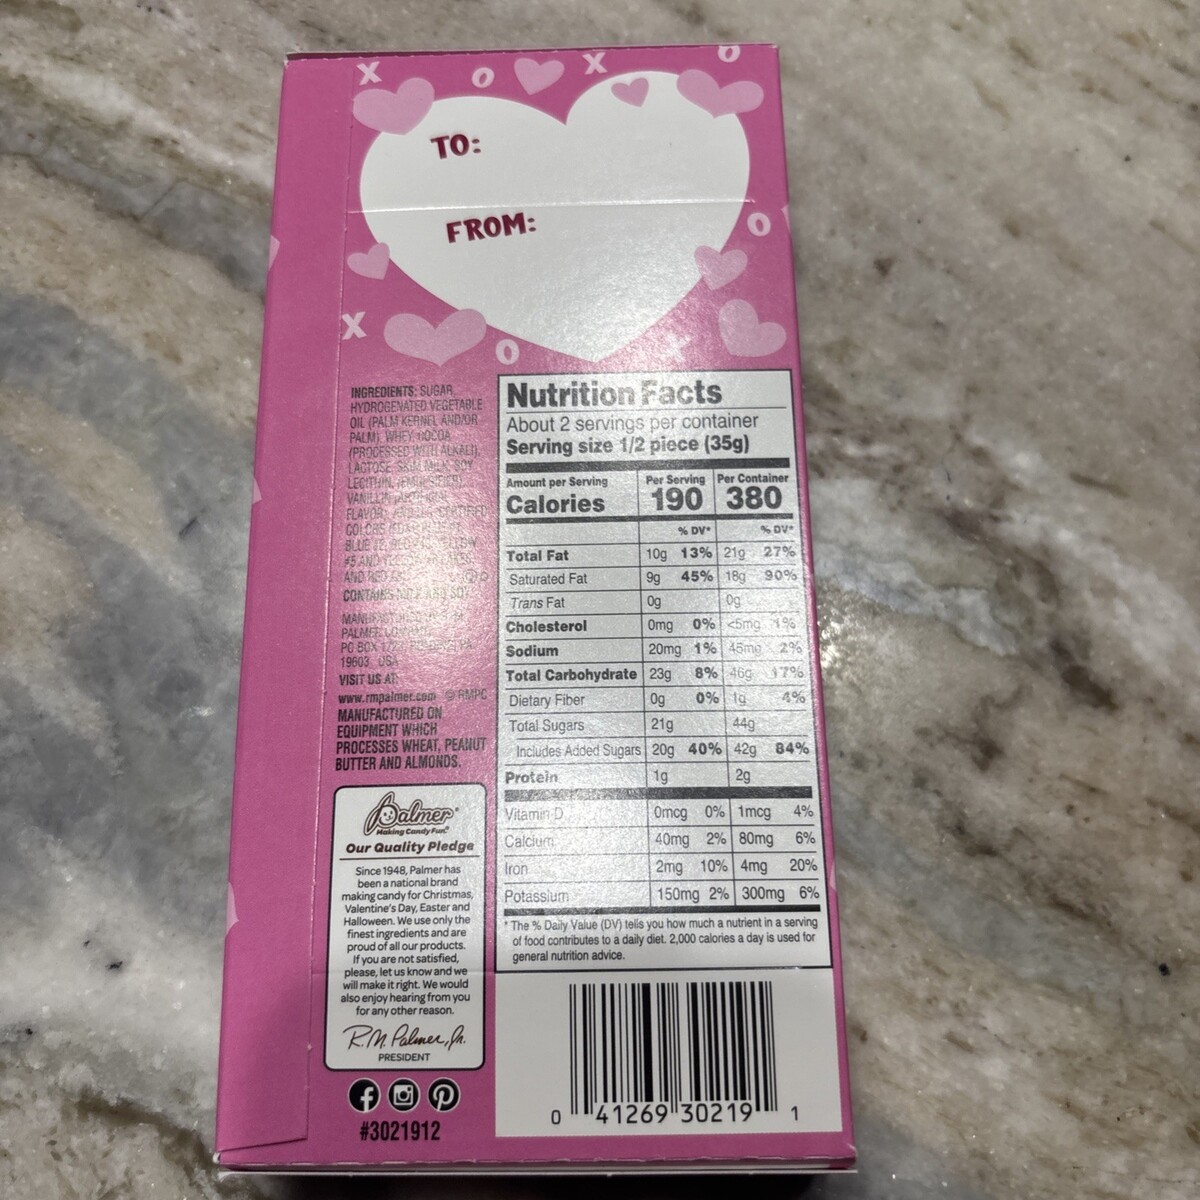 X O X O
TO:
FROM:
O
X
O
X
INGREDIENTS: SUGAR,
HYDROGENATED VEGETABLE
OIL (PALM KERNEL AND/OR
PALM), WHEY, COCOA
(PROCESSED WITH ALKALI),
LACTOSE, SKIM MILK, SOY
LECITHIN, (EMULSIFIER),
VANILLIN
FLAVOR, CERTIFIED
COLORS
BLUE
#5 AND
AND RED
CONTAINS MILK AND SOY.
PALMER
PO BOX
19603 USA
VISIT US AT:
www.rmpalmer.com © RMPC
MANUFACTURED ON
EQUIPMENT WHICH
PROCESSES WHEAT, PEANUT
BUTTER AND ALMONDS.
Palmer®
Making Candy Fun.®
Our Quality Pledge
Since 1948, Palmer has
been a national brand
making candy for Christmas,
Valentine's Day, Easter and
Halloween. We use only the
finest ingredients and are
proud of all our products.
If you are not satisfied,
please, let us know and we
will make it right. We would
also enjoy hearing from you
for any other reason.
R.M. Palmer, Jr.
PRESIDENT
#3021912
Nutrition Facts
About 2 servings per container
Serving size 1/2 piece (35g)
Amount per Serving Per Serving Per Container
Calories 190 380
% DV* % DV*
Total Fat 10g 13% 21g 27%
Saturated Fat 9g 45% 18g 90%
Trans Fat 0g 0g
Cholesterol 0mg 0% <5mg 1%
Sodium 20mg 1% 45mg 2%
Total Carbohydrate 23g 8% 46g 17%
Dietary Fiber 0g 0% 1g 4%
Total Sugars 21g 44g
Includes Added Sugars 20g 40% 42g 84%
Protein 1g 2g
Vitamin D 0mcg 0% 1mcg 4%
Calcium 40mg 2% 80mg 6%
Iron 2mg 10% 4mg 20%
Potassium 150mg 2% 300mg 6%
* The % Daily Value (DV) tells you how much a nutrient in a serving
of food contributes to a daily diet. 2,000 calories a day is used for
general nutrition advice.
0 41269 30219 1